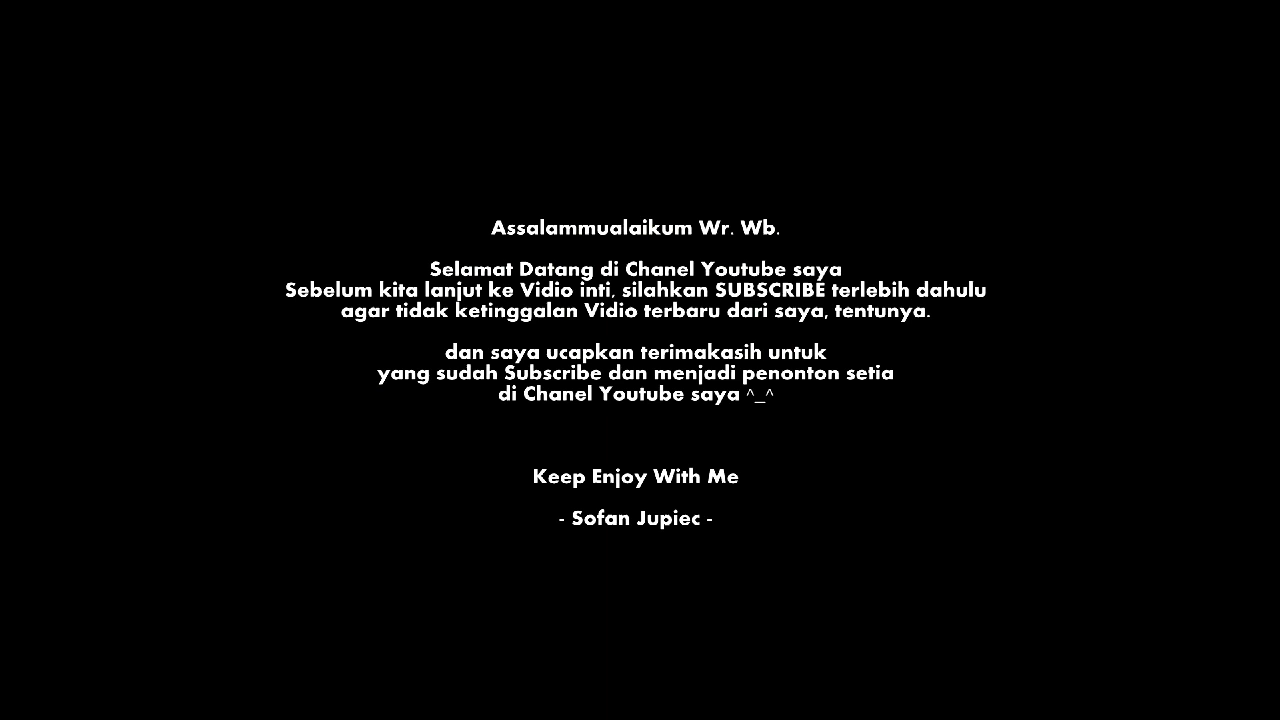 Assalammualaikum Wr. Wb.
Selamat Datang di Chanel Youtube saya
Sebelum kita lanjut ke Vidio inti, silahkan SUBSCRIBE terlebih dahulu
agar tidak ketinggalan Vidio terbaru dari saya, tentunya.
dan saya ucapkan terimakasih untuk
yang sudah Subscribe dan menjadi penonton setia
di Chanel Youtube saya ^_^
Keep Enjoy With Me
- Sofan Jupiec -